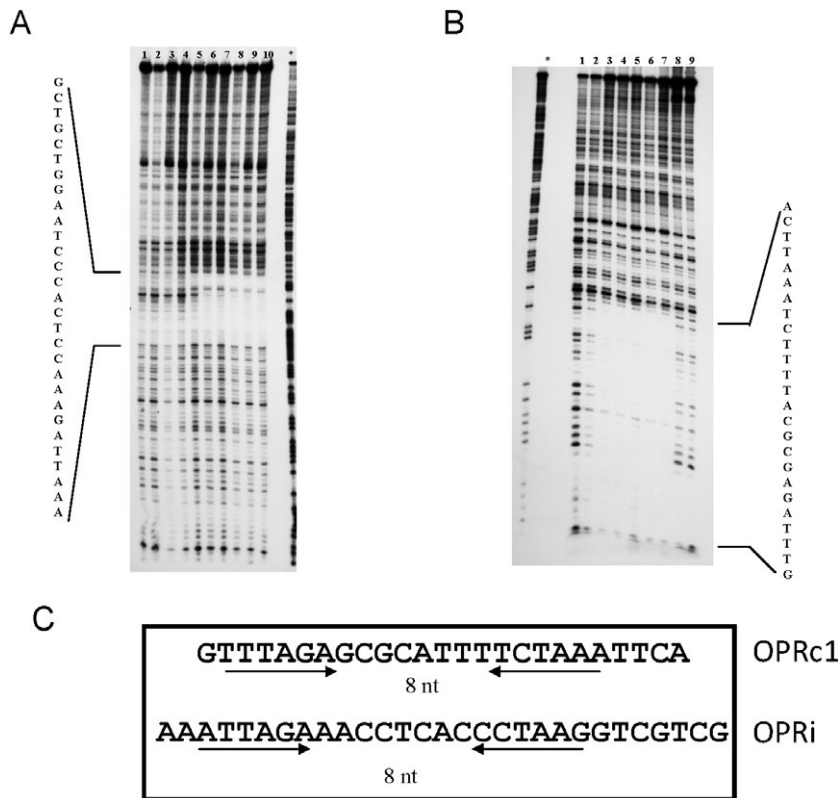 A
1 2 3 4 5 6 7 8 9 10 *
G
C
T
G
C
T
G
G
A
A
T
C
C
C
A
C
T
C
C
A
A
A
G
A
T
T
A
A
A
B
*
1 2 3 4 5 6 7 8 9
A
C
T
T
A
A
A
T
C
T
T
T
T
A
C
G
C
G
A
G
A
T
T
T
G
C
GTTTAGAGCGCATTTTCTAAATTCA OPRc1
8 nt
AAATTAGAAACCTCACCCTAAGGTCGTCG OPRi
8 nt